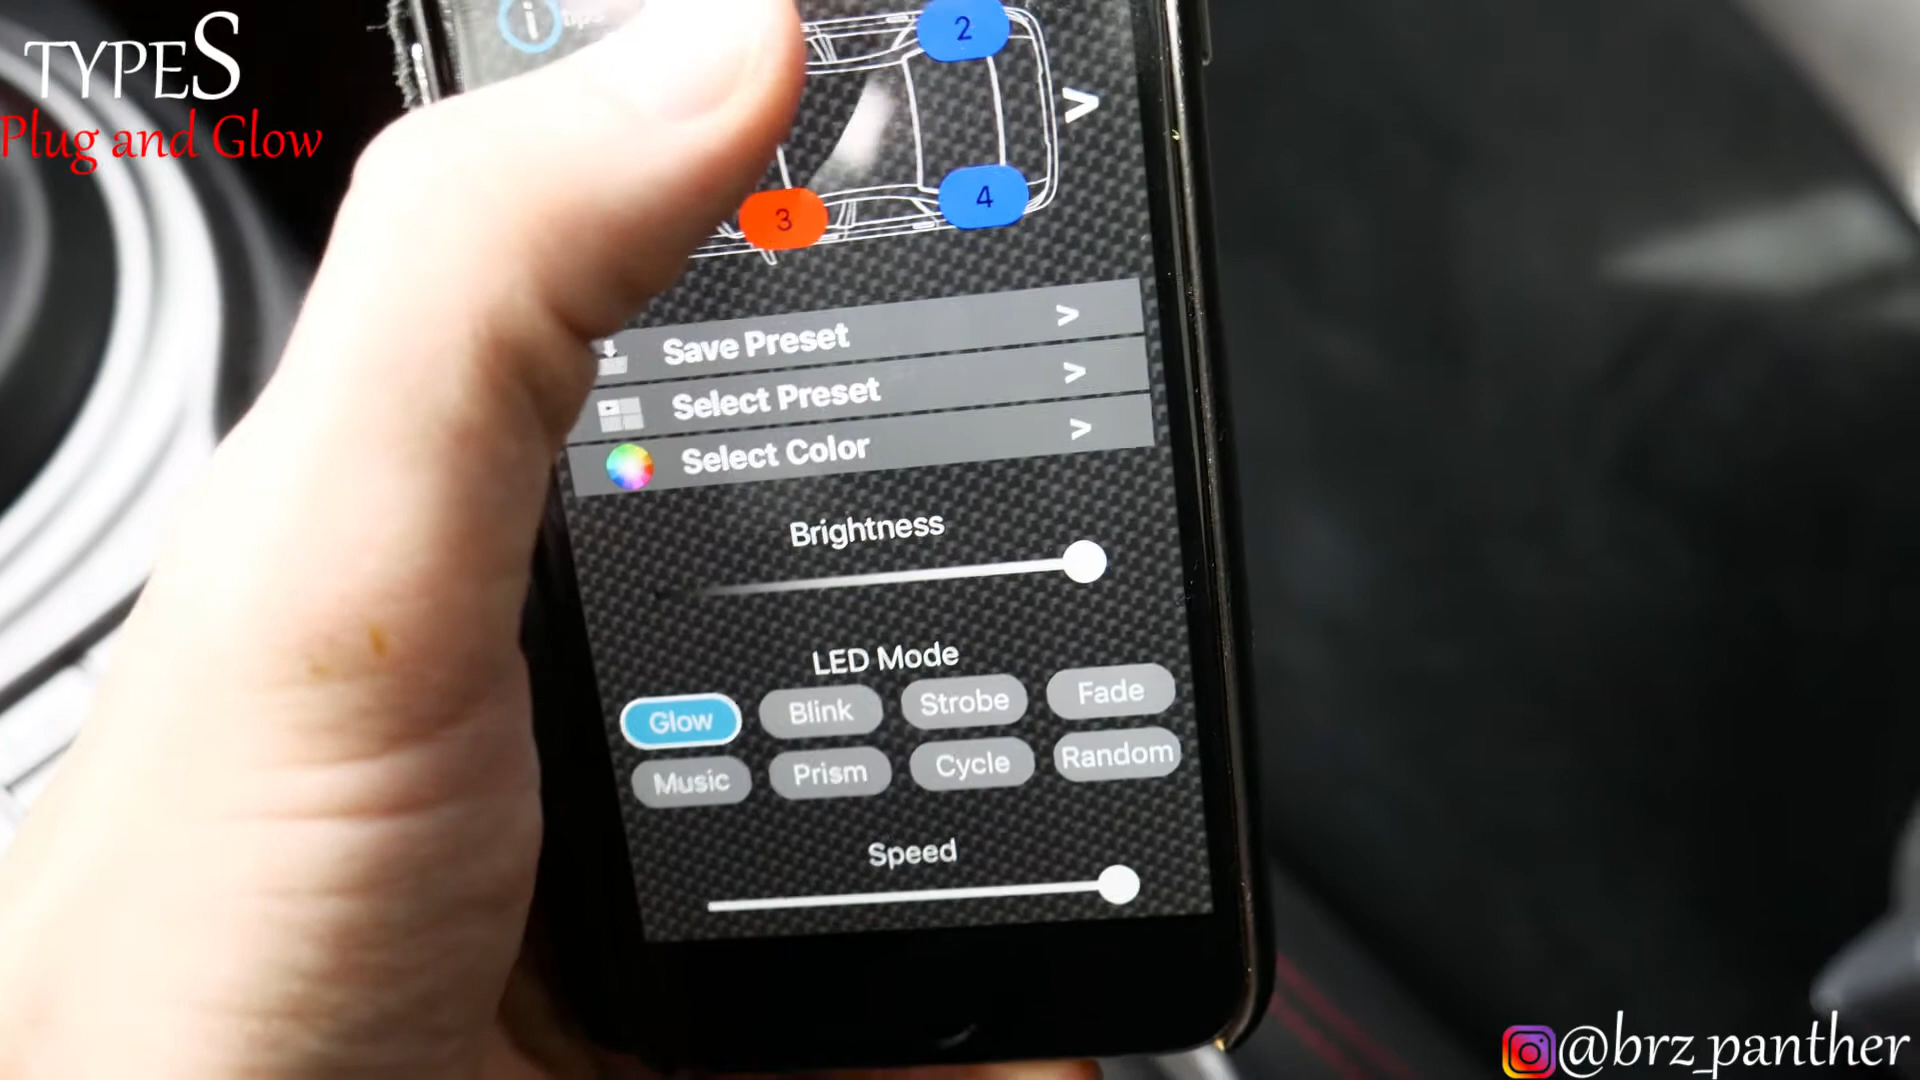 TYPES
Plug and Glow
i tips
2
>
3
4
Save Preset >
Select Preset >
Select Color >
Brightness
LED Mode
Glow Blink Strobe Fade
Music Prism Cycle Random
Speed
@brz_panther